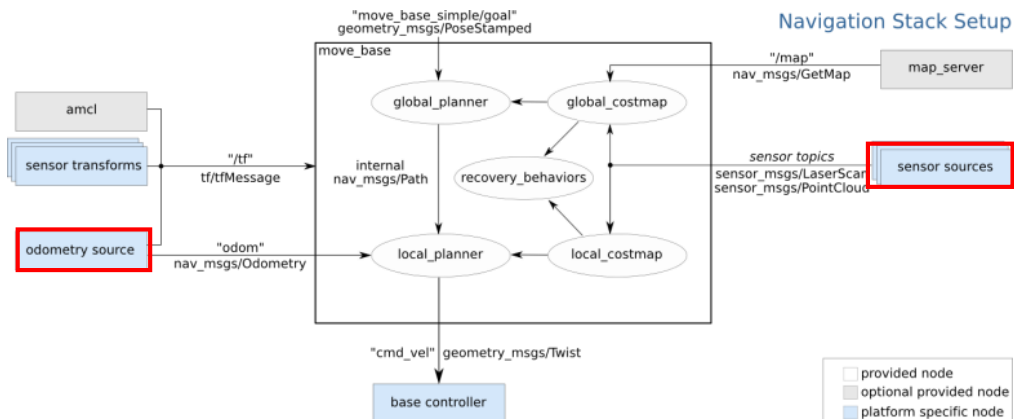 "move_base_simple/goal"
geometry_msgs/PoseStamped
Navigation Stack Setup
move_base
"/map"
nav_msgs/GetMap
map_server
amcl
global_planner
global_costmap
sensor transforms
"/tf"
tf/tfMessage
internal
nav_msgs/Path
recovery_behaviors
sensor topics
sensor_msgs/LaserScan
sensor_msgs/PointCloud
sensor sources
odometry source
"odom"
nav_msgs/Odometry
local_planner
local_costmap
"cmd_vel" geometry_msgs/Twist
base controller
provided node
optional provided node
platform specific node